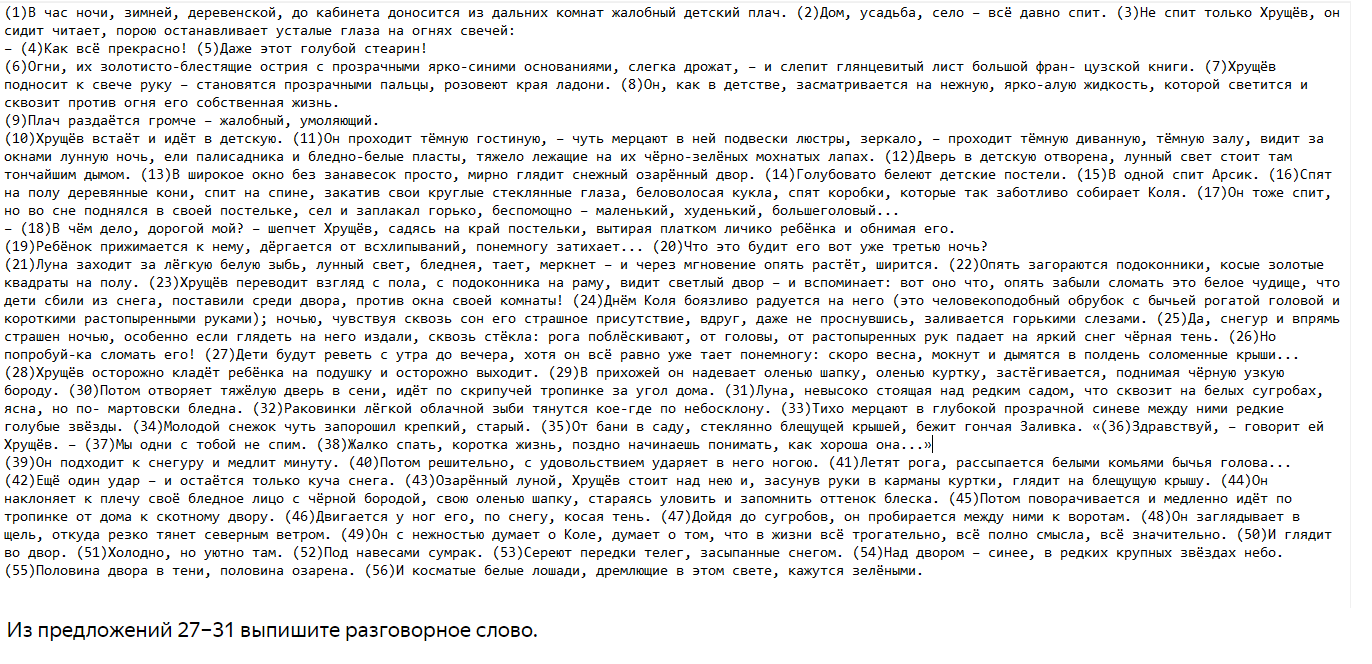 (1)В час ночи, зимней, деревенской, до кабинета доносится из дальних комнат жалобный детский плач. (2)Дом, усадьба, село – всё давно спит. (3)Не спит только Хрущёв, он
сидит читает, порою останавливает усталые глаза на огнях свечей:
– (4)Как всё прекрасно! (5)Даже этот голубой стеарин!
(6)Огни, их золотисто-блестящие острия с прозрачными ярко-синими основаниями, слегка дрожат, – и слепит глянцевитый лист большой фран- цузской книги. (7)Хрущёв
подносит к свече руку – становятся прозрачными пальцы, розовеют края ладони. (8)Он, как в детстве, засматривается на нежную, ярко-алую жидкость, которой светится и
сквозит против огня его собственная жизнь.
(9)Плач раздаётся громче – жалобный, умоляющий.
(10)Хрущёв встаёт и идёт в детскую. (11)Он проходит тёмную гостиную, – чуть мерцают в ней подвески люстры, зеркало, – проходит тёмную диванную, тёмную залу, видит за
окнами лунную ночь, ели палисадника и бледно-белые пласты, тяжело лежащие на их чёрно-зелёных мохнатых лапах. (12)Дверь в детскую отворена, лунный свет стоит там
тончайшим дымом. (13)В широкое окно без занавесок просто, мирно глядит снежный озарённый двор. (14)Голубовато белеют детские постели. (15)В одной спит Арсик. (16)Спят
на полу деревянные кони, спит на спине, закатив свои круглые стеклянные глаза, беловолосая кукла, спят коробки, которые так заботливо собирает Коля. (17)Он тоже спит,
но во сне поднялся в своей постельке, сел и заплакал горько, беспомощно – маленький, худенький, большеголовый...
– (18)В чём дело, дорогой мой? – шепчет Хрущёв, садясь на край постельки, вытирая платком личико ребёнка и обнимая его.
(19)Ребёнок прижимается к нему, дёргается от всхлипываний, понемногу затихает... (20)Что это будит его вот уже третью ночь?
(21)Луна заходит за лёгкую белую зыбь, лунный свет, бледнея, тает, меркнет – и через мгновение опять растёт, ширится. (22)Опять загораются подоконники, косые золотые
квадраты на полу. (23)Хрущёв переводит взгляд с пола, с подоконника на раму, видит светлый двор – и вспоминает: вот оно что, опять забыли сломать это белое чудище, что
дети сбили из снега, поставили среди двора, против окна своей комнаты! (24)Днём Коля боязливо радуется на него (это человекоподобный обрубок с бычьей рогатой головой и
короткими растопыренными руками); ночью, чувствуя сквозь сон его страшное присутствие, вдруг, даже не проснувшись, заливается горькими слезами. (25)Да, снегур и впрямь
страшен ночью, особенно если глядеть на него издали, сквозь стёкла: рога поблёскивают, от головы, от растопыренных рук падает на яркий снег чёрная тень. (26)Но
попробуй-ка сломать его! (27)Дети будут реветь с утра до вечера, хотя он всё равно уже тает понемногу: скоро весна, мокнут и дымятся в полдень соломенные крыши...
(28)Хрущёв осторожно кладёт ребёнка на подушку и осторожно выходит. (29)В прихожей он надевает оленью шапку, оленью куртку, застёгивается, поднимая чёрную узкую
бороду. (30)Потом отворяет тяжёлую дверь в сени, идёт по скрипучей тропинке за угол дома. (31)Луна, невысоко стоящая над редким садом, что сквозит на белых сугробах,
ясна, но по- мартовски бледна. (32)Раковинки лёгкой облачной зыби тянутся кое-где по небосклону. (33)Тихо мерцают в глубокой прозрачной синеве между ними редкие
голубые звёзды. (34)Молодой снежок чуть запорошил крепкий, старый. (35)От бани в саду, стеклянно блещущей крышей, бежит гончая Заливка. «(36)Здравствуй, – говорит ей
Хрущёв. – (37)Мы одни с тобой не спим. (38)Жалко спать, коротка жизнь, поздно начинаешь понимать, как хороша она...»
(39)Он подходит к снегуру и медлит минуту. (40)Потом решительно, с удовольствием ударяет в него ногою. (41)Летят рога, рассыпается белыми комьями бычья голова...
(42)Ещё один удар – и остаётся только куча снега. (43)Озарённый луной, Хрущёв стоит над нею и, засунув руки в карманы куртки, глядит на блещущую крышу. (44)Он
наклоняет к плечу своё бледное лицо с чёрной бородой, свою оленью шапку, стараясь уловить и запомнить оттенок блеска. (45)Потом поворачивается и медленно идёт по
тропинке от дома к скотному двору. (46)Двигается у ног его, по снегу, косая тень. (47)Дойдя до сугробов, он пробирается между ними к воротам. (48)Он заглядывает в
щель, откуда резко тянет северным ветром. (49)Он с нежностью думает о Коле, думает о том, что в жизни всё трогательно, всё полно смысла, всё значительно. (50)И глядит
во двор. (51)Холодно, но уютно там. (52)Под навесами сумрак. (53)Сереют передки телег, засыпанные снегом. (54)Над двором – синее, в редких крупных звёздах небо.
(55)Половина двора в тени, половина озарена. (56)И косматые белые лошади, дремлющие в этом свете, кажутся зелёными.
Из предложений 27–31 выпишите разговорное слово.